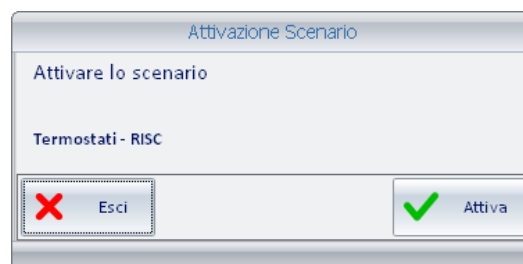 Attivazione Scenario
Attivare lo scenario
Termostati - RISC
Esci
Attiva